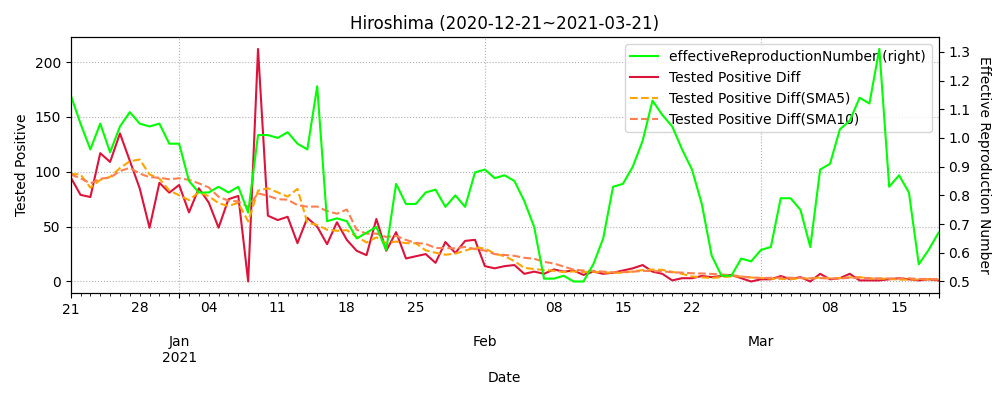 Hiroshima (2020-12-21~2021-03-21)
effectiveReproductionNumber (right)
Tested Positive Diff
Tested Positive Diff(SMA5)
Tested Positive Diff(SMA10)
Tested Positive
200
150
100
50
0
Effective Reproduction Number
1.3
1.2
1.1
1.0
0.9
0.8
0.7
0.6
0.5
21 28 04 11 18 25 08 15 22 08 15
Jan Feb Mar
2021
Date